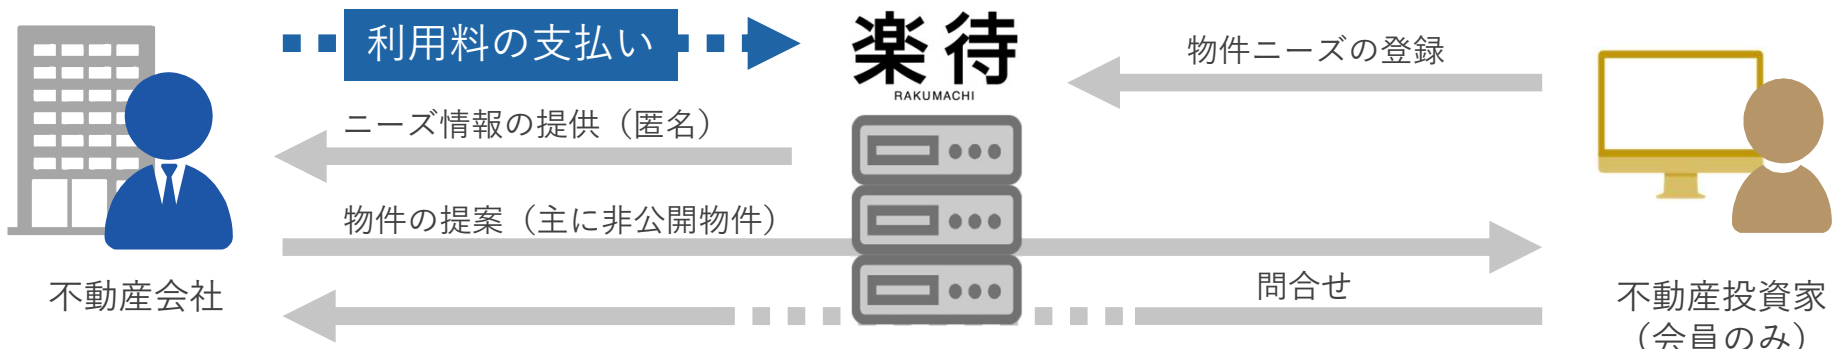 利用料の支払い
楽待
RAKUMACHI
物件ニーズの登録
ニーズ情報の提供（匿名）
物件の提案（主に非公開物件）
問合せ
不動産会社
不動産投資家
（会員のみ）